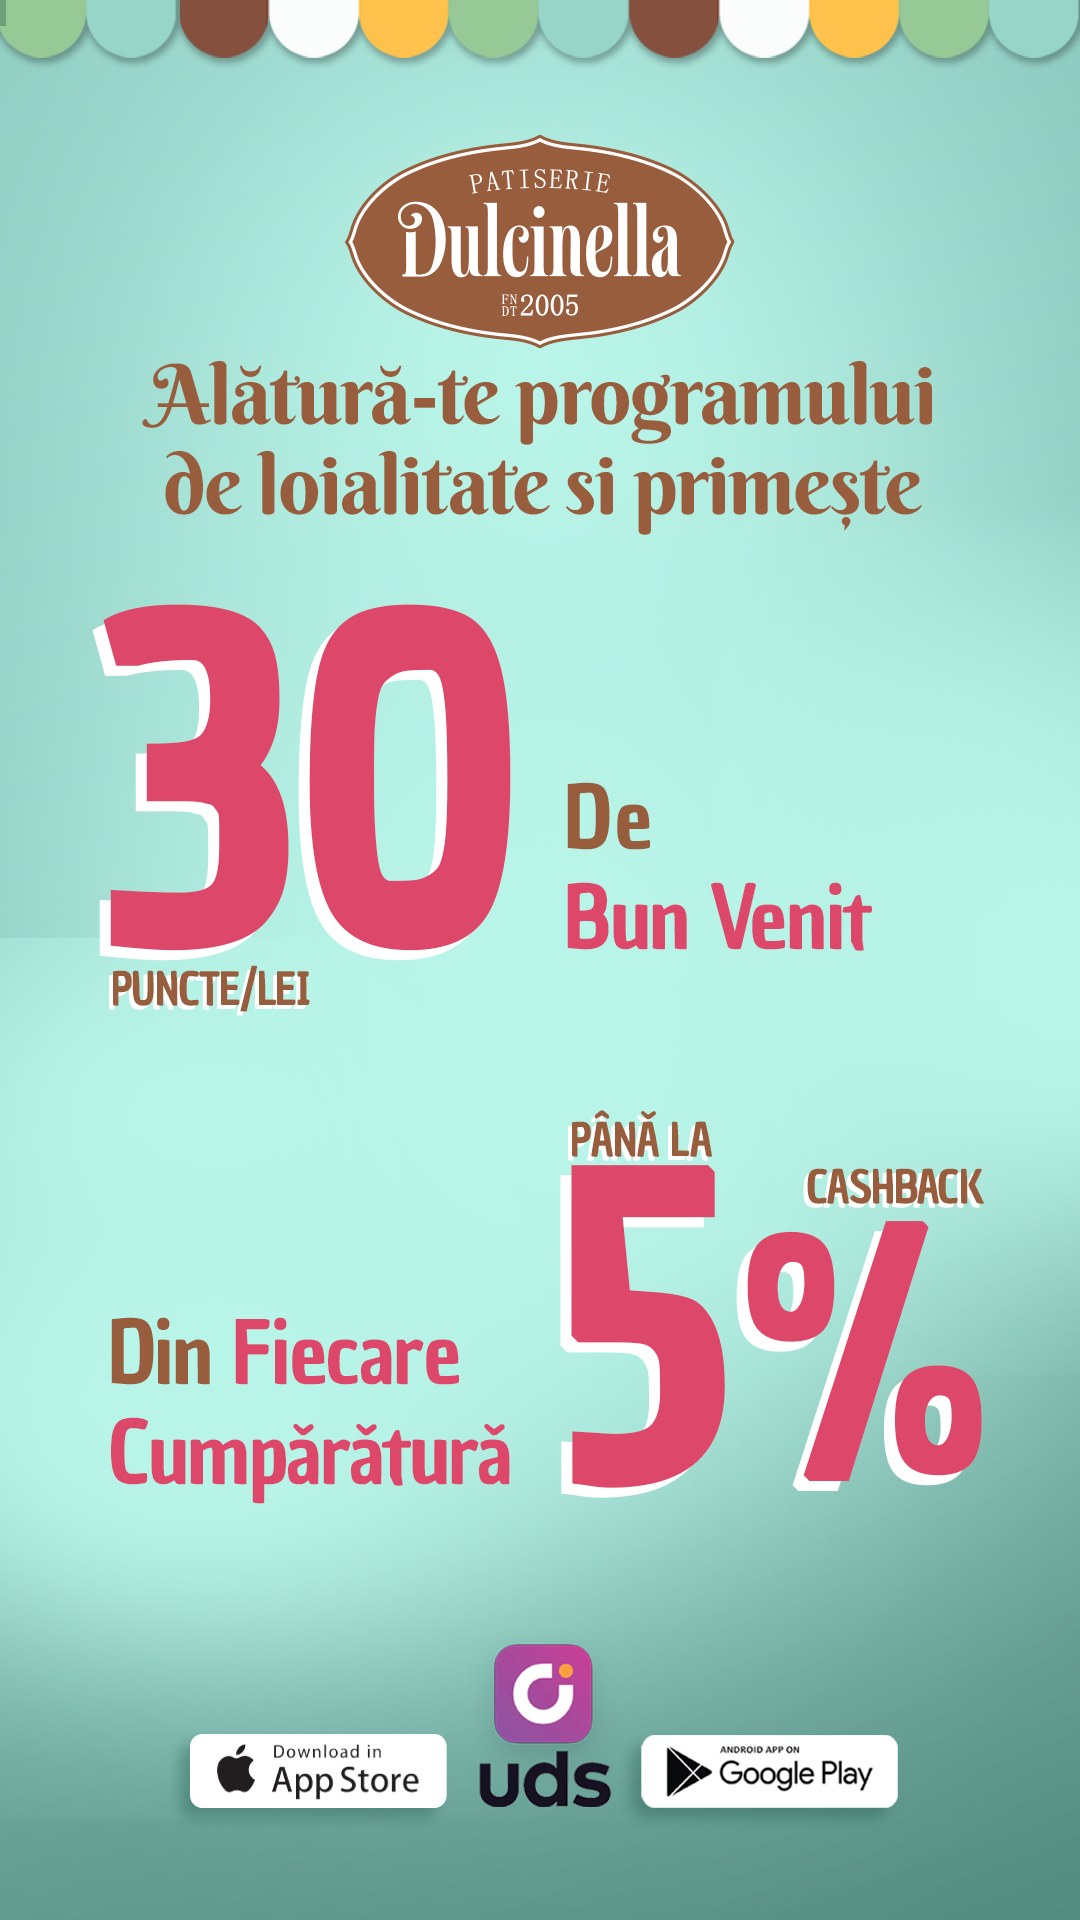 PATISERIE
Dulcinella
FN DT 2005
Alătură-te programului
de loialitate si primește
30
PUNCTE/LEI
De
Bun Venit
PÂNĂ LA
5%
CASHBACK
Din Fiecare
Cumpărătură
Download in
App Store
uds
ANDROID APP ON
Google Play